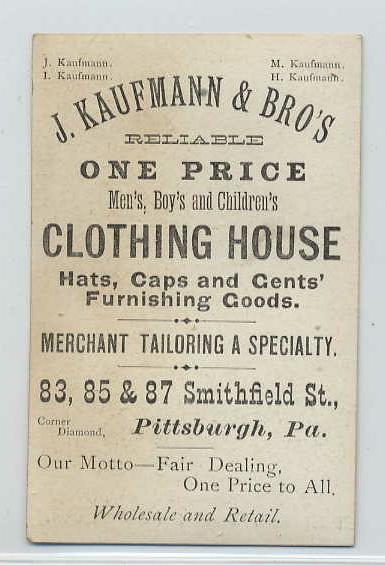 J. Kaufmann. M. Kaufmann.
I. Kaufmann. H. Kaufmann.
J. KAUFMANN & BRO'S
RELIABLE
ONE PRICE
Men's, Boy's and Children's
CLOTHING HOUSE
Hats, Caps and Gents'
Furnishing Goods.
MERCHANT TAILORING A SPECIALTY.
83, 85 & 87 Smithfield St.,
Corner
Diamond, Pittsburgh, Pa.
Our Motto—Fair Dealing,
One Price to All.
Wholesale and Retail.